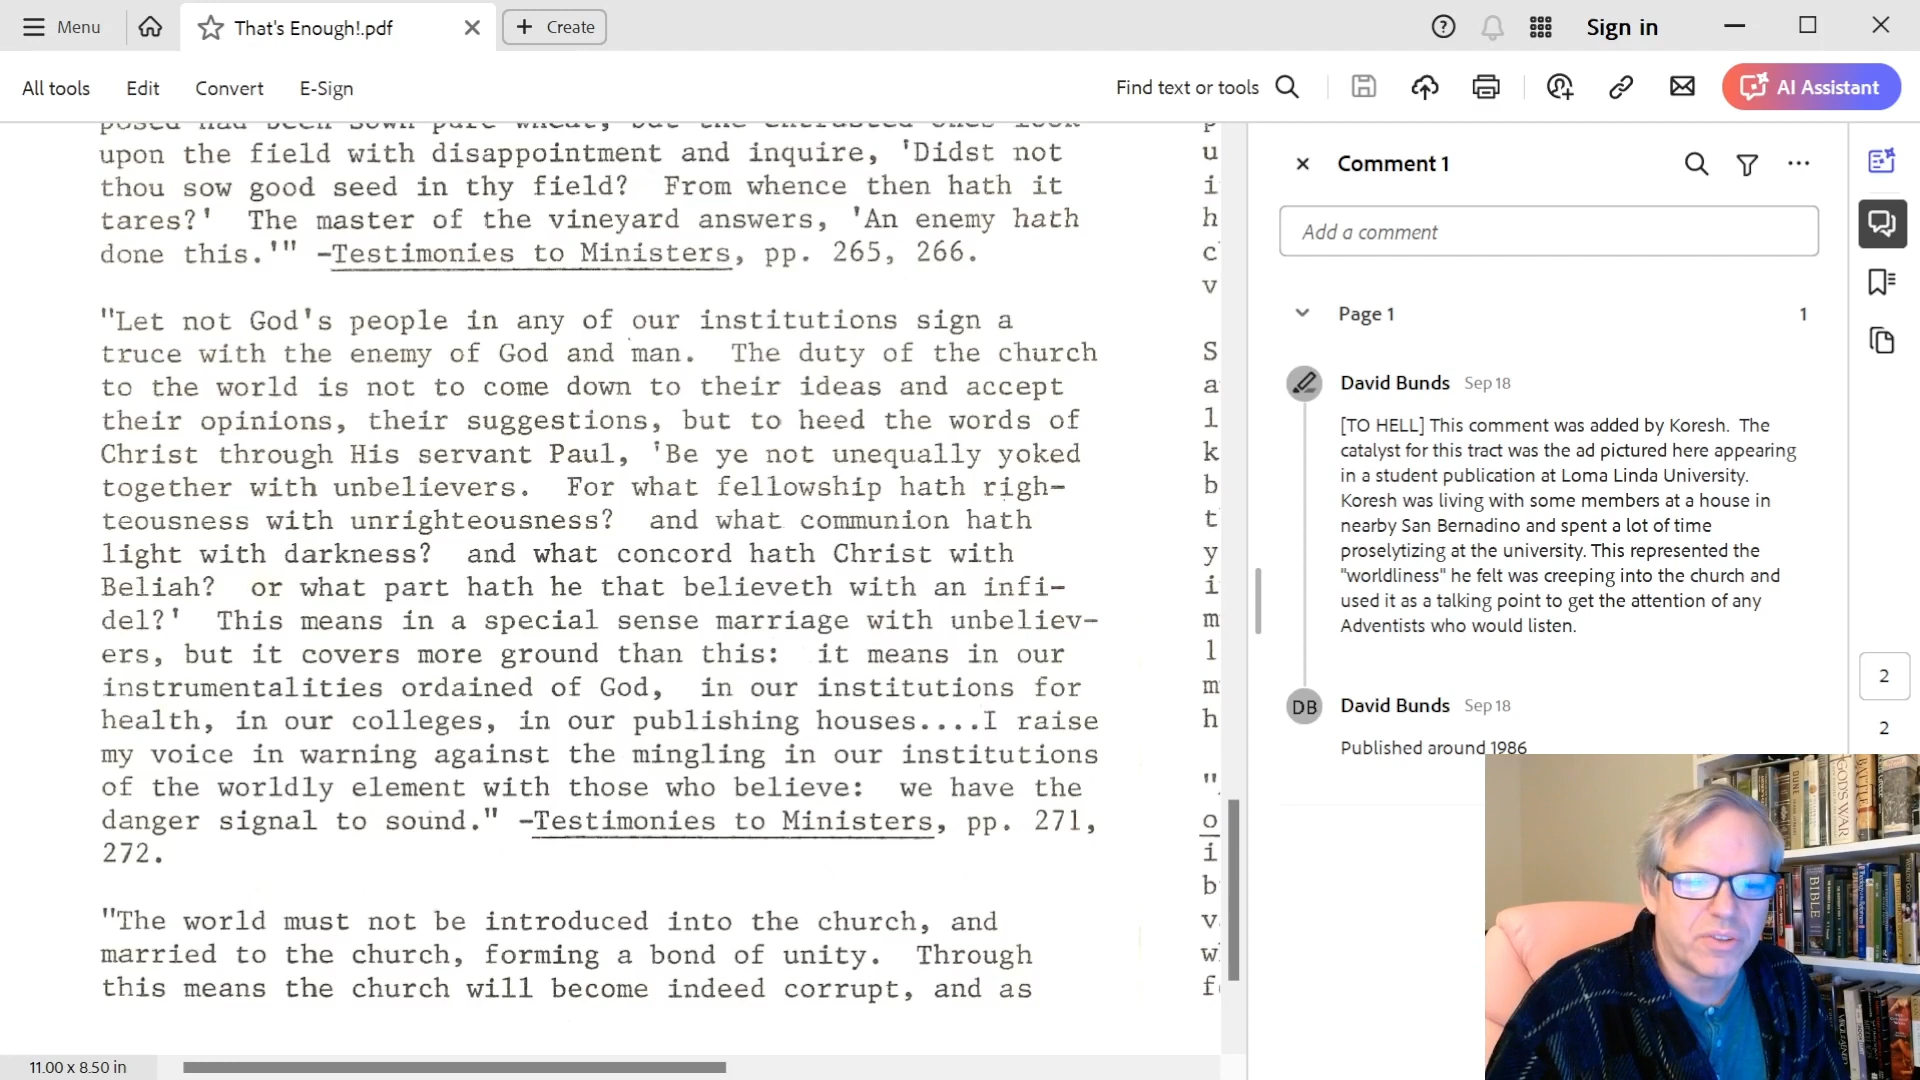 Menu
That's Enough!.pdf
Create
Sign in
All tools
Edit
Convert
E-Sign
Find text or tools
AI Assistant
upon the field with disappointment and inquire, 'Didst not
thou sow good seed in thy field? From whence then hath it
tares?' The master of the vineyard answers, 'An enemy hath
done this.'" -Testimonies to Ministers, pp. 265, 266.
"Let not God's people in any of our institutions sign a
truce with the enemy of God and man. The duty of the church
to the world is not to come down to their ideas and accept
their opinions, their suggestions, but to heed the words of
Christ through His servant Paul, 'Be ye not unequally yoked
together with unbelievers. For what fellowship hath righ-
teousness with unrighteousness? and what communion hath
light with darkness? and what concord hath Christ with
Beliah? or what part hath he that believeth with an infi-
del?' This means in a special sense marriage with unbeliev-
ers, but it covers more ground than this: it means in our
instrumentalities ordained of God, in our institutions for
health, in our colleges, in our publishing houses....I raise
my voice in warning against the mingling in our institutions
of the worldly element with those who believe: we have the
danger signal to sound." -Testimonies to Ministers, pp. 271,
272.
"The world must not be introduced into the church, and
married to the church, forming a bond of unity. Through
this means the church will become indeed corrupt, and as
11.00 x 8.50 in
Comment 1
Add a comment
Page 1
1
David Bunds Sep 18
[TO HELL] This comment was added by Koresh. The
catalyst for this tract was the ad pictured here appearing
in a student publication at Loma Linda University.
Koresh was living with some members at a house in
nearby San Bernadino and spent a lot of time
proselytizing at the university. This represented the
"worldliness" he felt was creeping into the church and
used it as a talking point to get the attention of any
Adventists who would listen.
DB
David Bunds Sep 18
Published around 1986
2
2
DUNE
GOD'S WAR
BATTLE
BIBLE